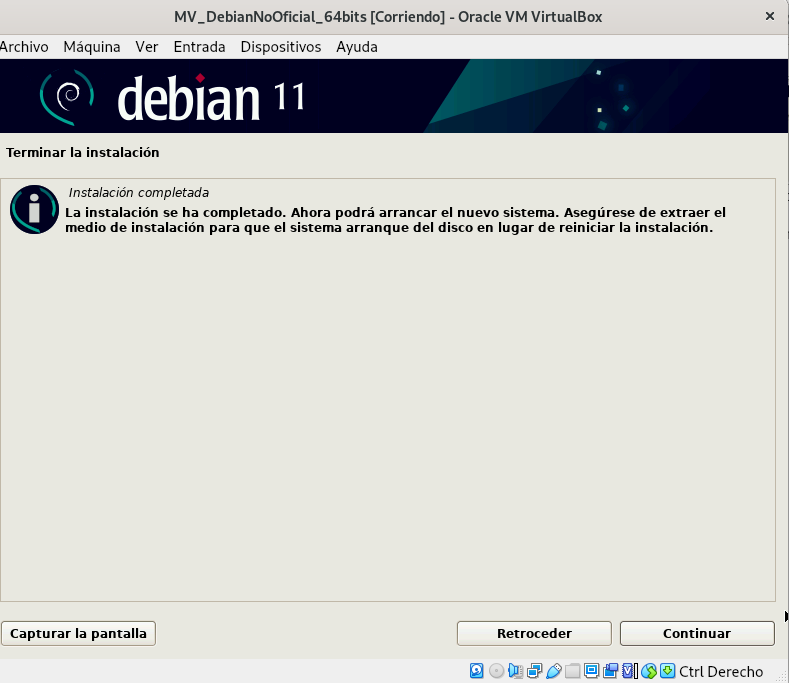 MV_DebianNoOficial_64bits [Corriendo] - Oracle VM VirtualBox
Archivo Máquina Ver Entrada Dispositivos Ayuda
debian 11
Terminar la instalación
Instalación completada
La instalación se ha completado. Ahora podrá arrancar el nuevo sistema. Asegúrese de extraer el
medio de instalación para que el sistema arranque del disco en lugar de reiniciar la instalación.
Capturar la pantalla Retroceder Continuar
Ctrl Derecho